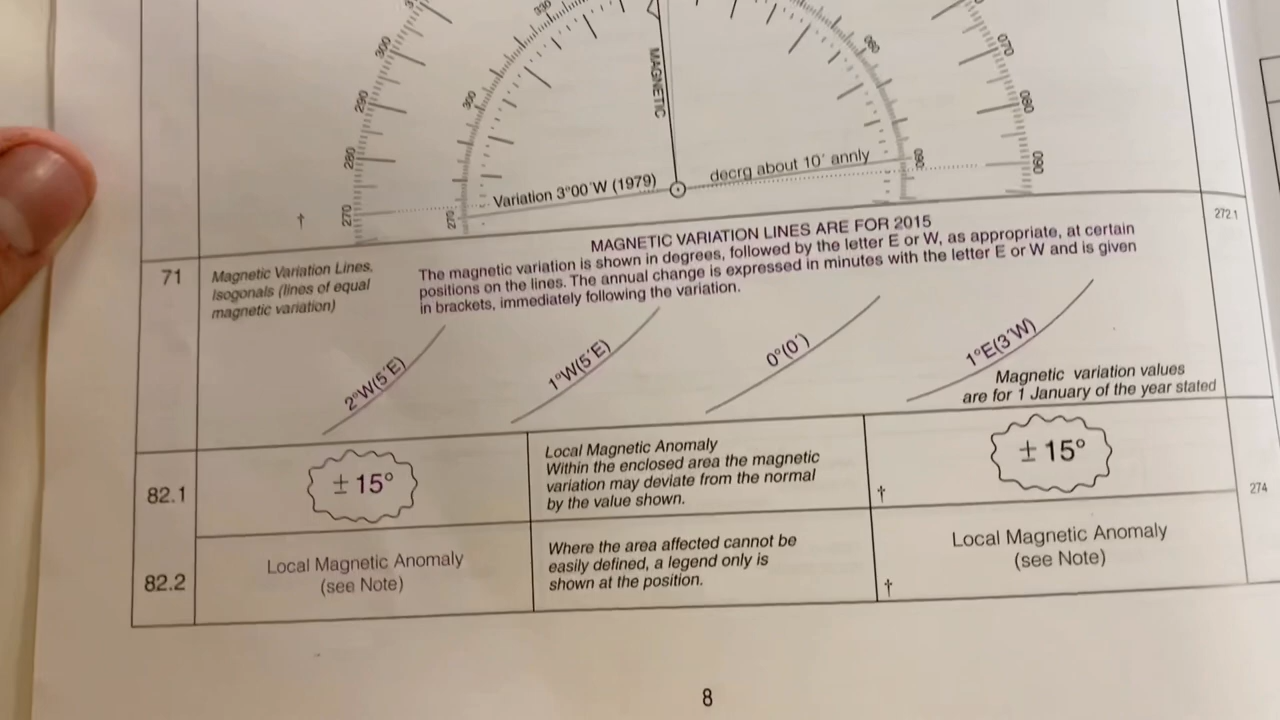 330
300
290
280
270
300
270
MAGNETIC
060
090
070
080
090
Variation 3°00´W (1979)
decrg about 10´ annly
†
272.1
71
Magnetic Variation Lines,
Isogonals (lines of equal
magnetic variation)
MAGNETIC VARIATION LINES ARE FOR 2015
The magnetic variation is shown in degrees, followed by the letter E or W, as appropriate, at certain
positions on the lines. The annual change is expressed in minutes with the letter E or W and is given
in brackets, immediately following the variation.
2°W(5´E)
1°W(5´E)
0°(0´)
1°E(3´W)
Magnetic variation values
are for 1 January of the year stated
82.1
± 15°
Local Magnetic Anomaly
Within the enclosed area the magnetic
variation may deviate from the normal
by the value shown.
†
± 15°
274
82.2
Local Magnetic Anomaly
(see Note)
Where the area affected cannot be
easily defined, a legend only is
shown at the position.
†
Local Magnetic Anomaly
(see Note)
8